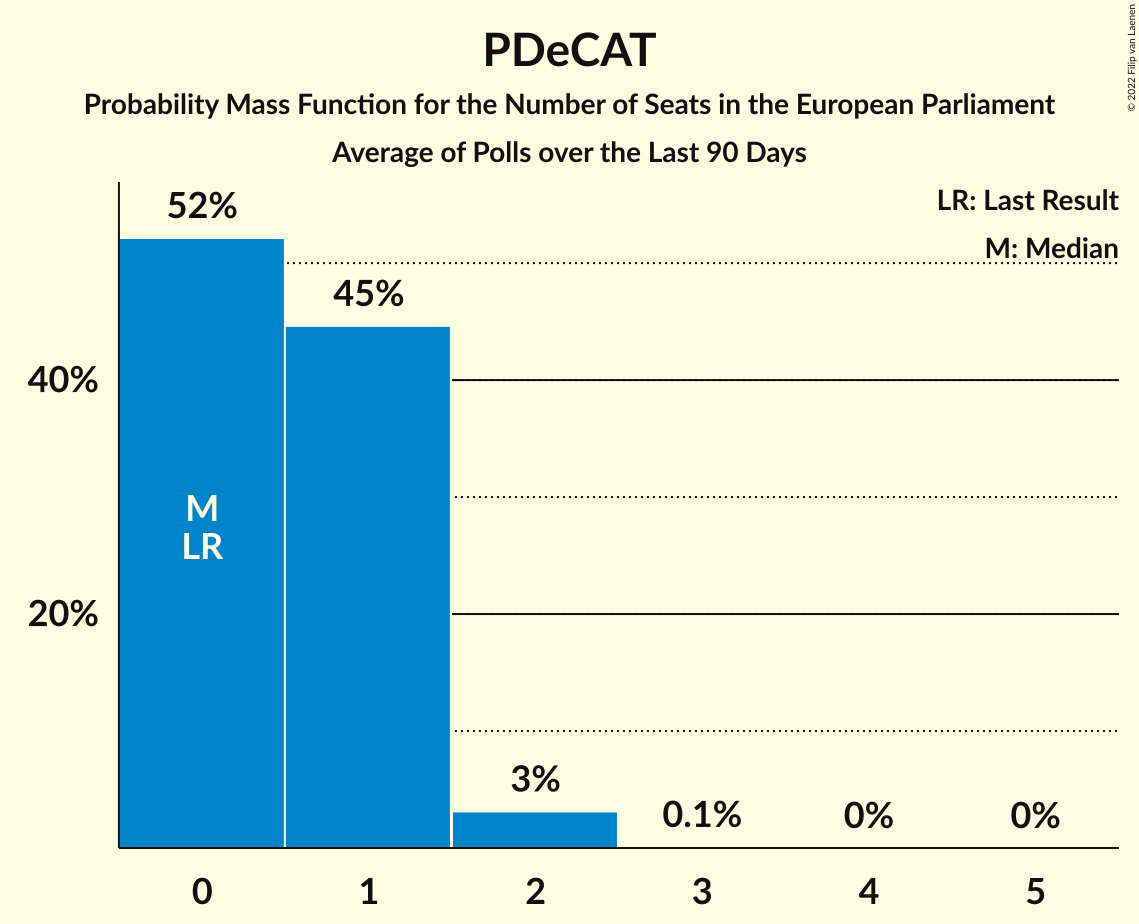 PDeCAT
Probability Mass Function for the Number of Seats in the European Parliament
Average of Polls over the Last 90 Days
© 2022 Filip van Laenen
LR: Last Result
M: Median
52%
45%
40%
M
LR
20%
3%
0.1%
0%
0%
0
1
2
3
4
5